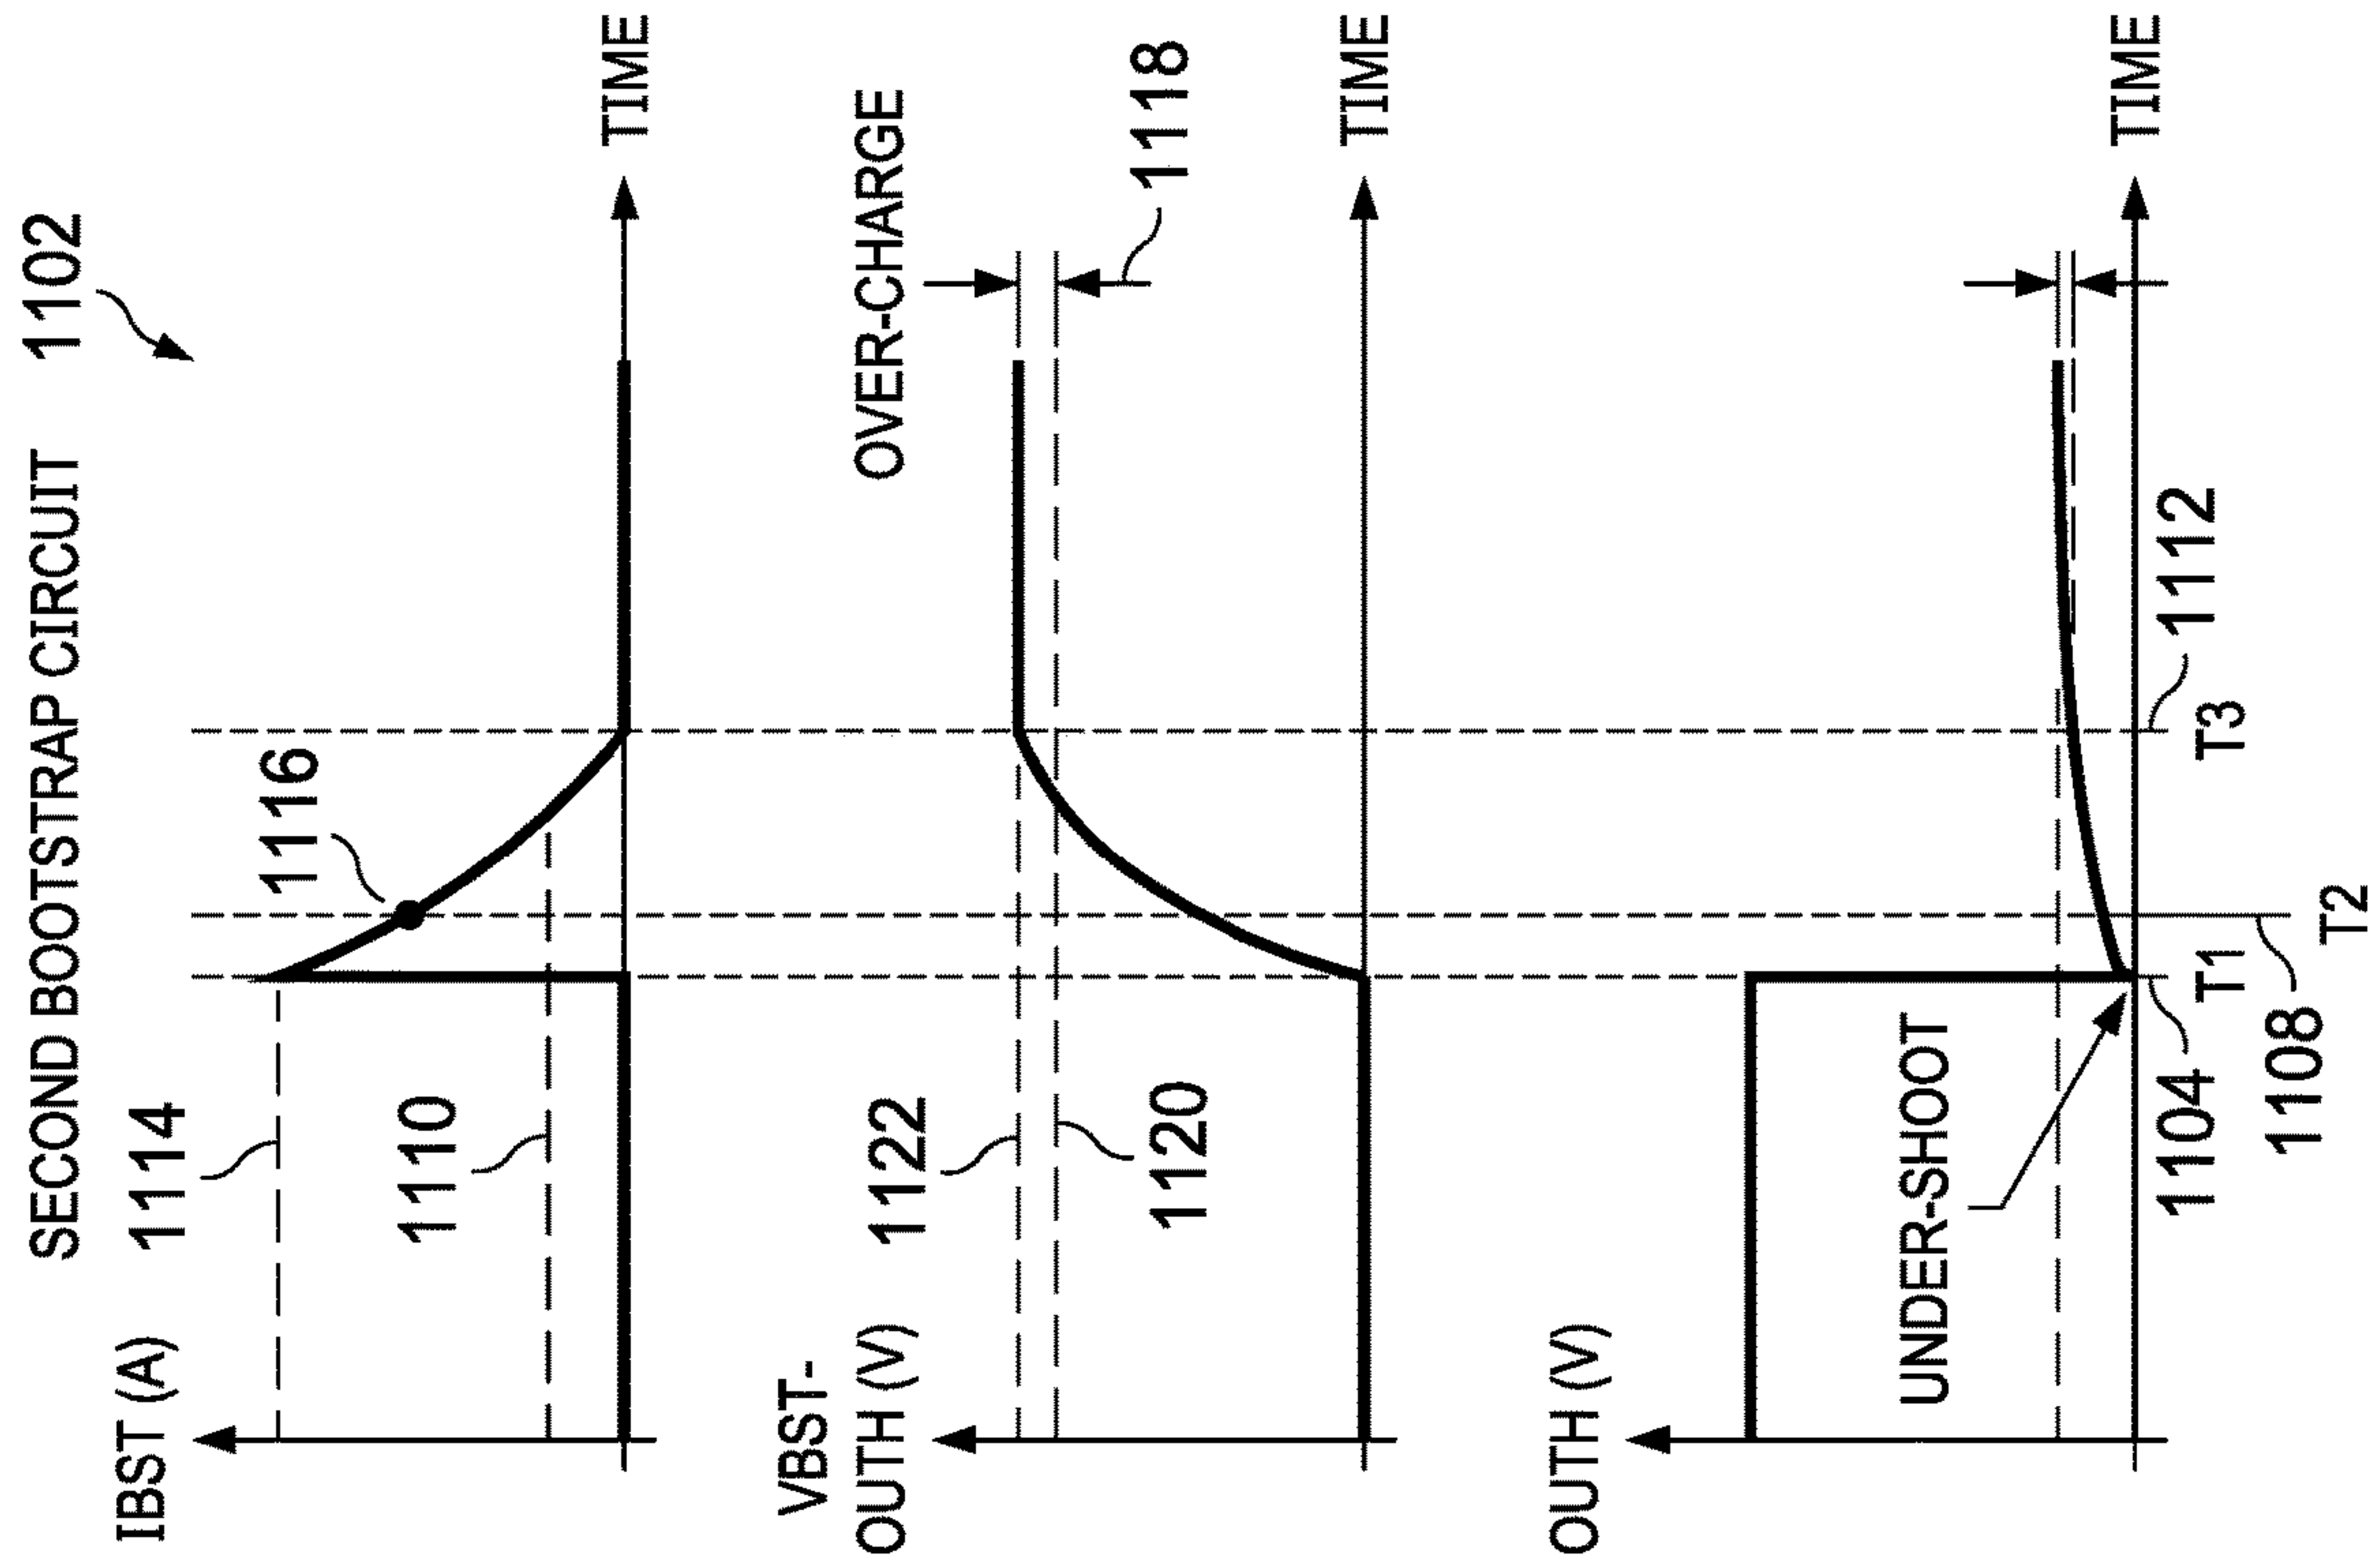 SECOND BOOTSTRAP CIRCUIT 1102
IBST (A)
1114
1116
1110
TIME
VBST-
OUTH (V)
1122
OVER-CHARGE
1120
1118
TIME
OUTH (V)
UNDER-SHOOT
TIME
1104
1112
T1
T3
1108
T2